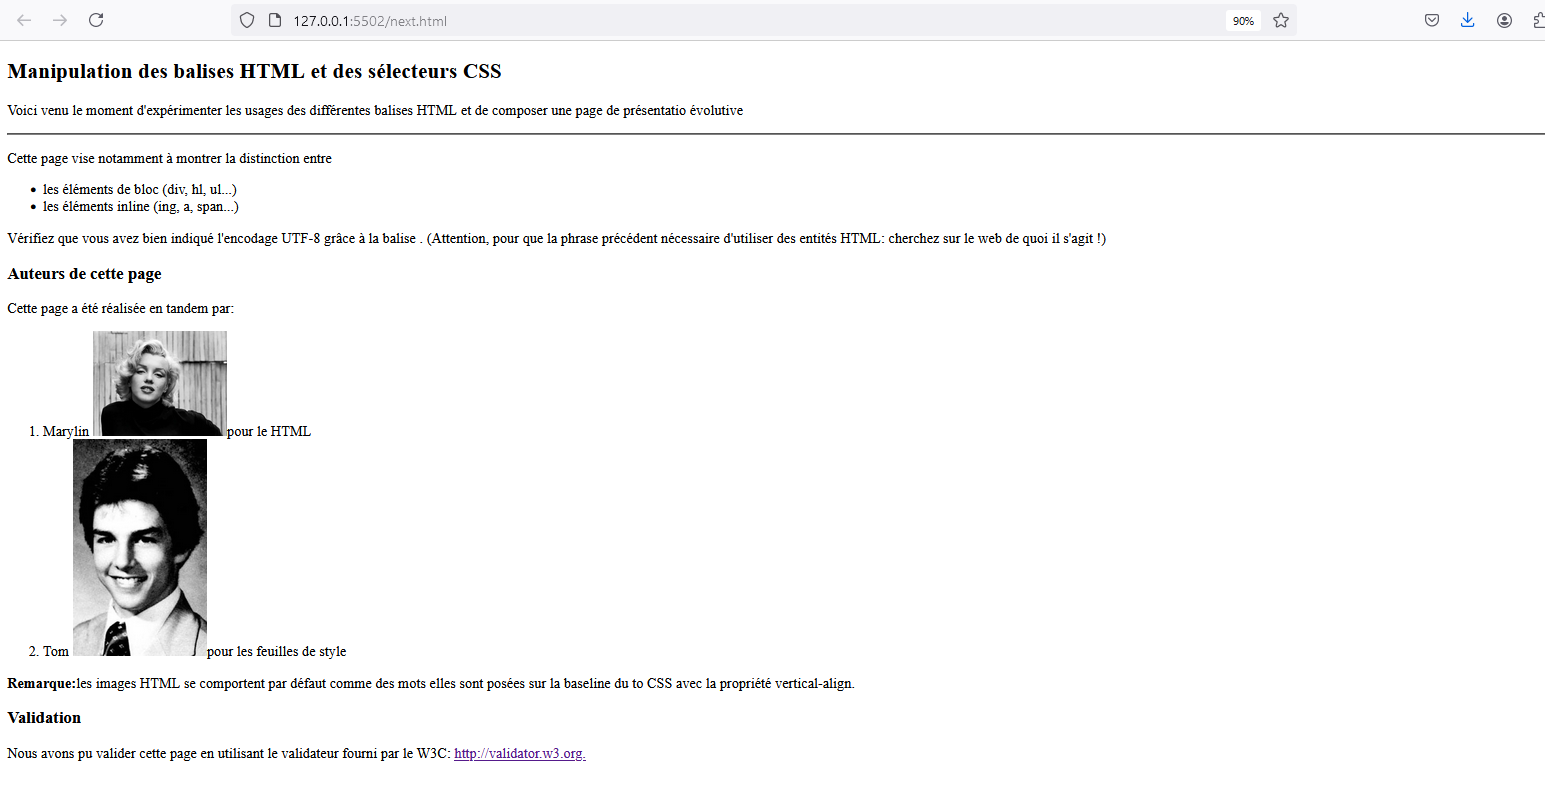 127.0.0.1:5502/next.html
90%
Manipulation des balises HTML et des sélecteurs CSS
Voici venu le moment d'expérimenter les usages des différentes balises HTML et de composer une page de présentatio évolutive
Cette page vise notamment à montrer la distinction entre
• les éléments de bloc (div, hl, ul...)
• les éléments inline (ing, a, span...)
Vérifiez que vous avez bien indiqué l'encodage UTF-8 grâce à la balise . (Attention, pour que la phrase précédent nécessaire d'utiliser des entités HTML: cherchez sur le web de quoi il s'agit !)
Auteurs de cette page
Cette page a été réalisée en tandem par:
1. Marylin pour le HTML
2. Tom pour les feuilles de style
Remarque:les images HTML se comportent par défaut comme des mots elles sont posées sur la baseline du to CSS avec la propriété vertical-align.
Validation
Nous avons pu valider cette page en utilisant le validateur fourni par le W3C: http://validator.w3.org.